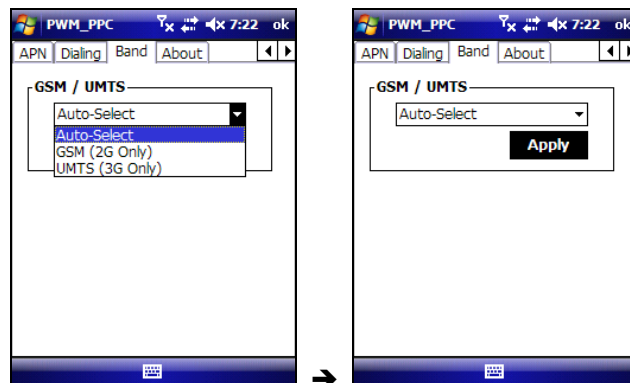 PWM_PPC 7:22 ok
APN Dialing Band About
GSM / UMTS
Auto-Select
Auto-Select
GSM (2G Only)
UMTS (3G Only)
PWM_PPC 7:22 ok
APN Dialing Band About
GSM / UMTS
Auto-Select
Apply